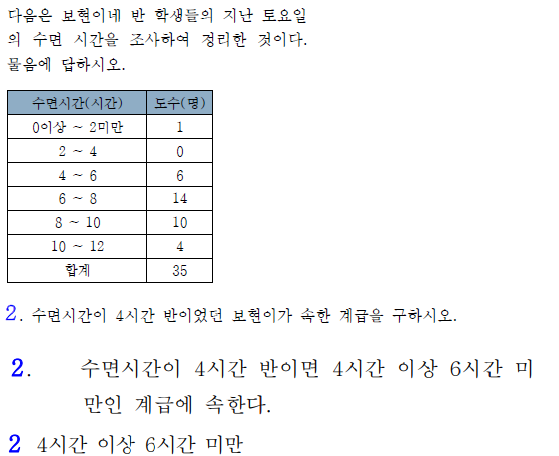 다음은 보현이네 반 학생들의 지난 토요일
의 수면 시간을 조사하여 정리한 것이다.
물음에 답하시오.
수면시간(시간) 도수(명)
0이상 ~ 2미만 1
2 ~ 4 0
4 ~ 6 6
6 ~ 8 14
8 ~ 10 10
10 ~ 12 4
합계 35
2. 수면시간이 4시간 반이었던 보현이가 속한 계급을 구하시오.
2. 수면시간이 4시간 반이면 4시간 이상 6시간 미
만인 계급에 속한다.
2 4시간 이상 6시간 미만